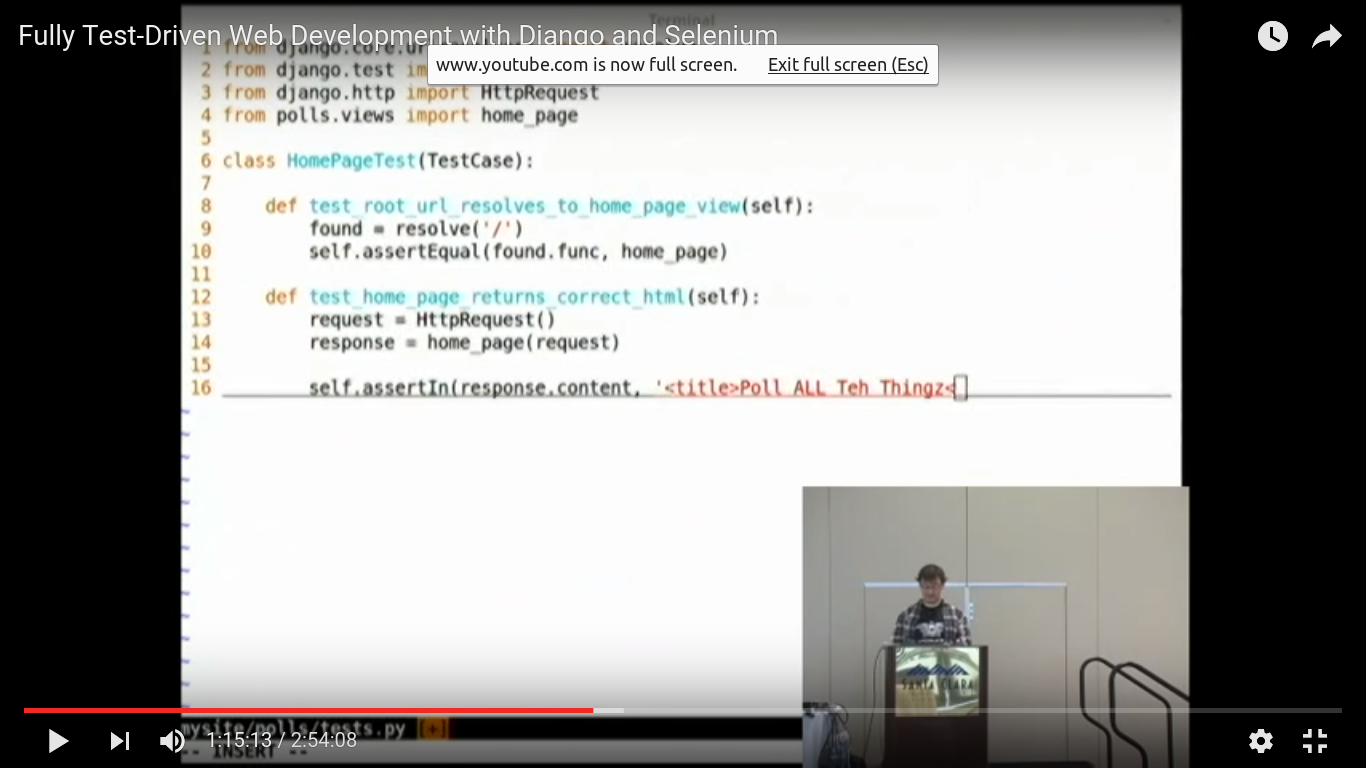 Terminal
Fully Test-Driven Web Development with Django and Selenium
1 from django.core.ur
www.youtube.com is now full screen. Exit full screen (Esc)
2 from django.test im
3 from django.http import HttpRequest
4 from polls.views import home_page
5
6 class HomePageTest(TestCase):
7
8 def test_root_url_resolves_to_home_page_view(self):
9 found = resolve('/')
10 self.assertEqual(found.func, home_page)
11
12 def test_home_page_returns_correct_html(self):
13 request = HttpRequest()
14 response = home_page(request)
15
16 self.assertIn(response.content, '<title>Poll ALL Teh Thingz<
~
~
~
~
~
~
~
~
~
~
~
~
~
SANTA CLARA
mysite/polls/tests.py [+]
1:15:13 / 2:54:08
-- INSERT --